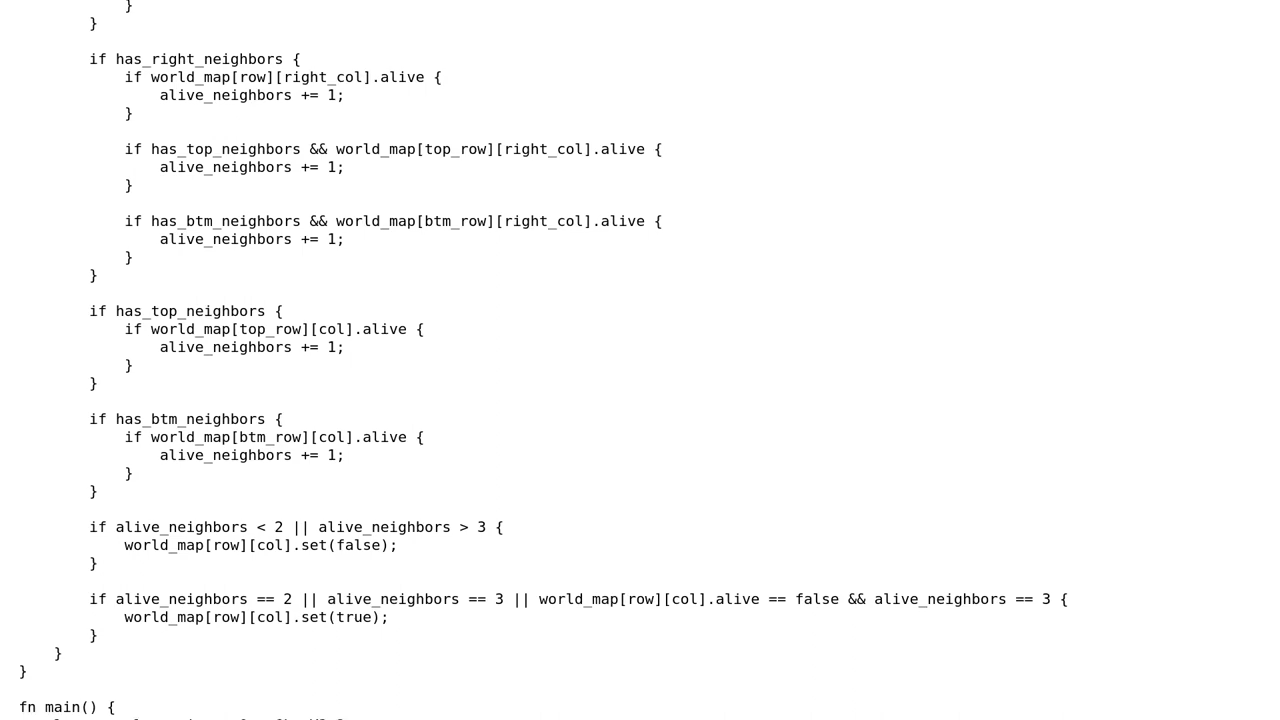 }
        }

        if has_right_neighbors {
            if world_map[row][right_col].alive {
                alive_neighbors += 1;
            }

            if has_top_neighbors && world_map[top_row][right_col].alive {
                alive_neighbors += 1;
            }

            if has_btm_neighbors && world_map[btm_row][right_col].alive {
                alive_neighbors += 1;
            }
        }

        if has_top_neighbors {
            if world_map[top_row][col].alive {
                alive_neighbors += 1;
            }
        }

        if has_btm_neighbors {
            if world_map[btm_row][col].alive {
                alive_neighbors += 1;
            }
        }

        if alive_neighbors < 2 || alive_neighbors > 3 {
            world_map[row][col].set(false);
        }

        if alive_neighbors == 2 || alive_neighbors == 3 || world_map[row][col].alive == false && alive_neighbors == 3 {
            world_map[row][col].set(true);
        }
    }
}

fn main() {